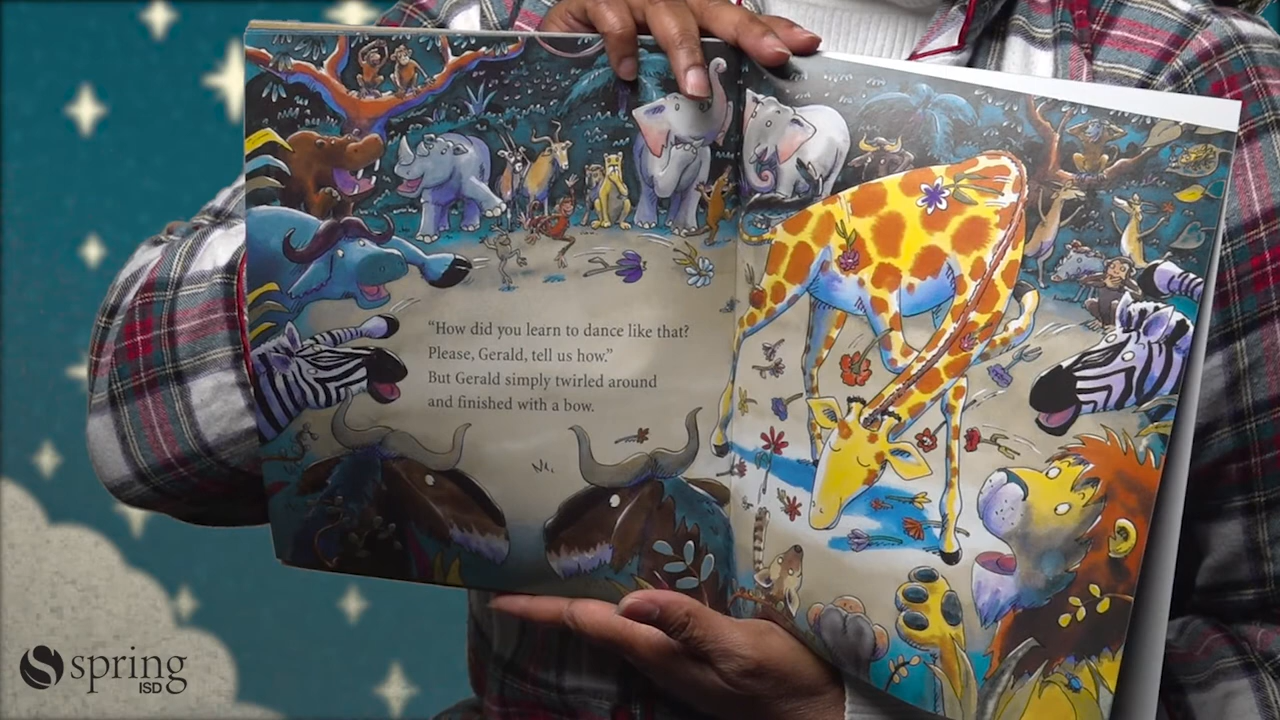 “How did you learn to dance like that?
Please, Gerald, tell us how.”
But Gerald simply twirled around
and finished with a bow.
spring
ISD